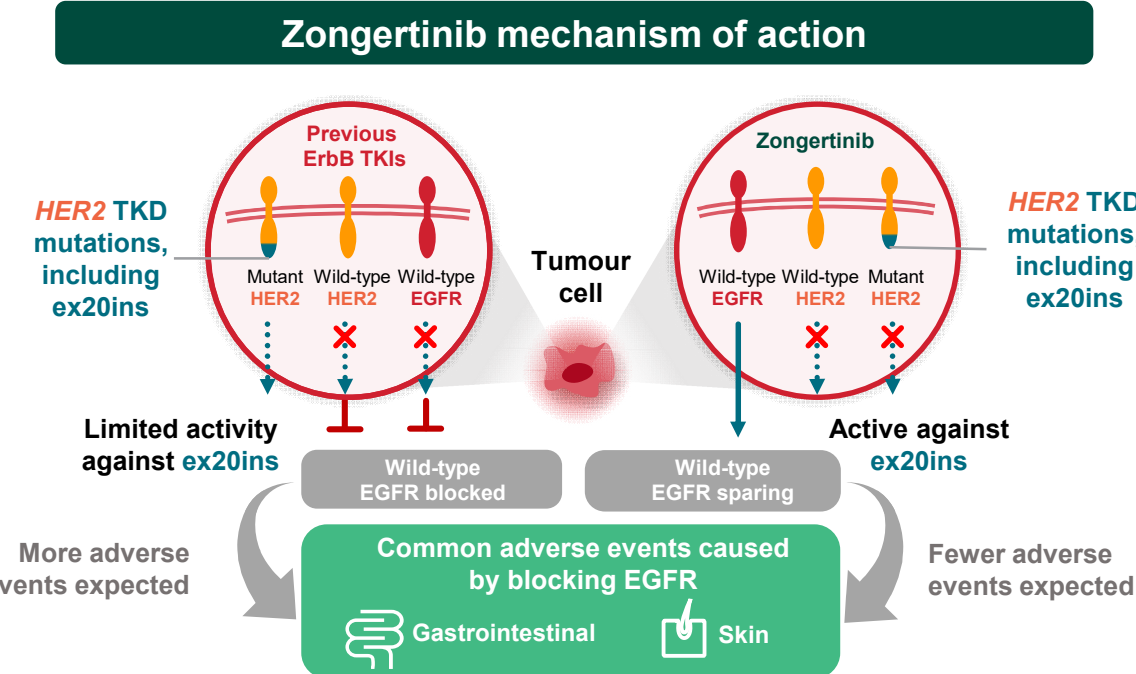 Zongertinib mechanism of action
Previous
ErbB TKIs
HER2 TKD
mutations,
including
ex20ins
Mutant
HER2
Wild-type
HER2
Wild-type
EGFR
Limited activity
against ex20ins
Tumour
cell
Zongertinib
Wild-type
EGFR
Wild-type
HER2
Mutant
HER2
HER2 TKD
mutations
including
ex20ins
Active against
ex20ins
Wild-type
EGFR blocked
Wild-type
EGFR sparing
More adverse
vents expected
Fewer adverse
events expected
Common adverse events caused
by blocking EGFR
Gastrointestinal
Skin